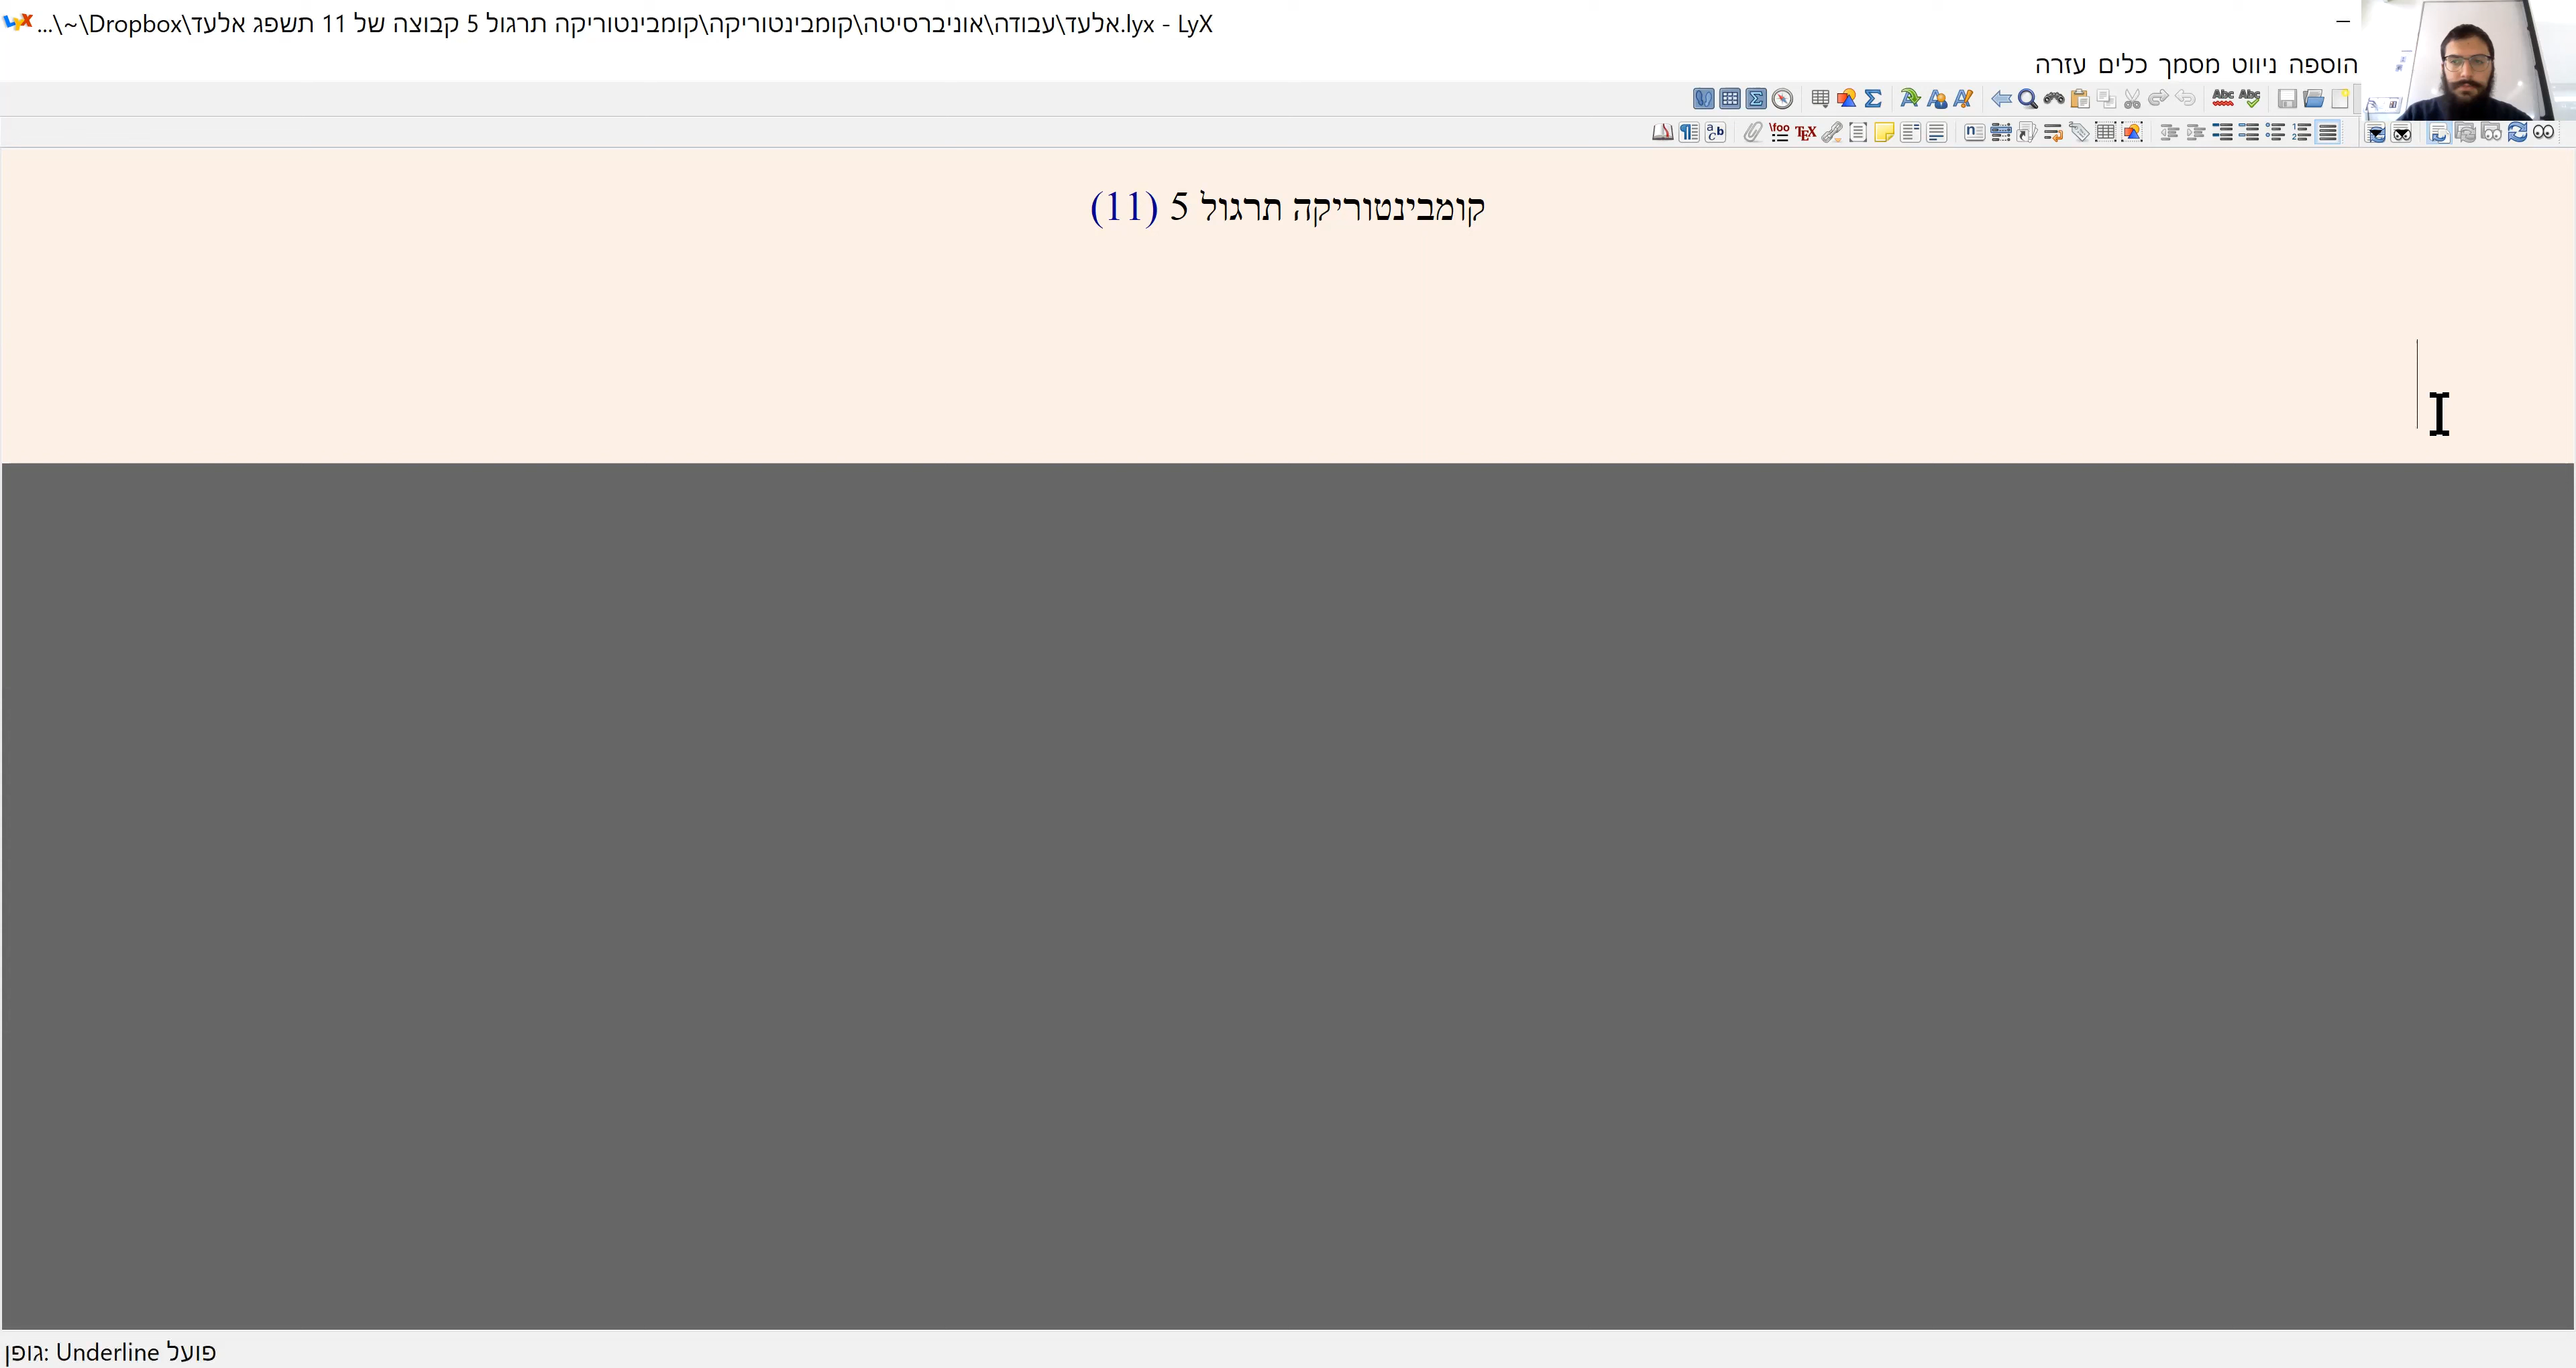 ...\~\Dropbox\אלעד\עבודה\אוניברסיטה\קומבינטוריקה\קומבינטוריקה תרגול 5 קבוצה של 11 תשפג אלעד.lyx - LyX
הוספה ניווט מסמך כלים עזרה
קומבינטוריקה תרגול 5 (11)
גופן: Underline פועל